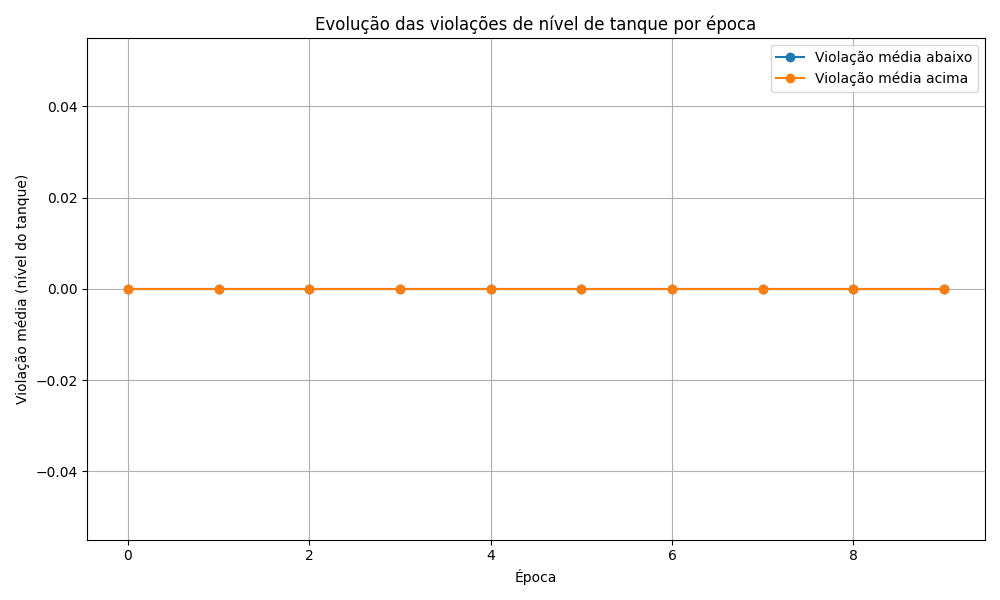 Evolução das violações de nível de tanque por época
Violação média abaixo
Violação média acima
Violação média (nível do tanque)
0.04
0.02
0.00
−0.02
−0.04
0 2 4 6 8
Época